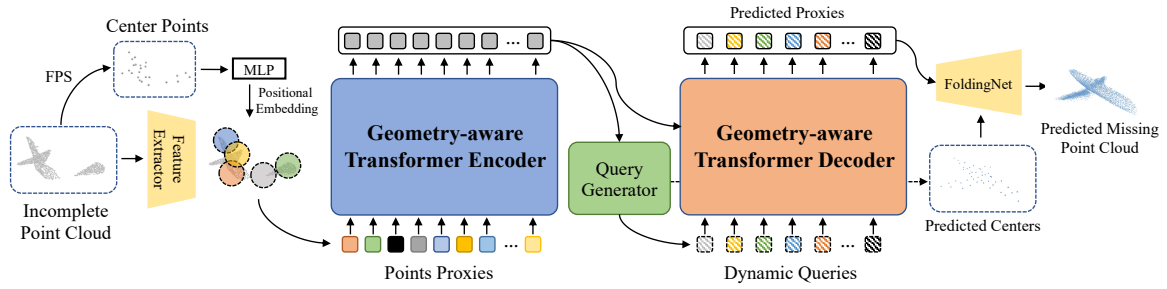 Center Points
FPS
MLP
Positional
Embedding
Feature
Extractor
Incomplete
Point Cloud
...
Geometry-aware
Transformer Encoder
...
Points Proxies
Query
Generator
Predicted Proxies
...
Geometry-aware
Transformer Decoder
...
Dynamic Queries
FoldingNet
Predicted Centers
Predicted Missing
Point Cloud